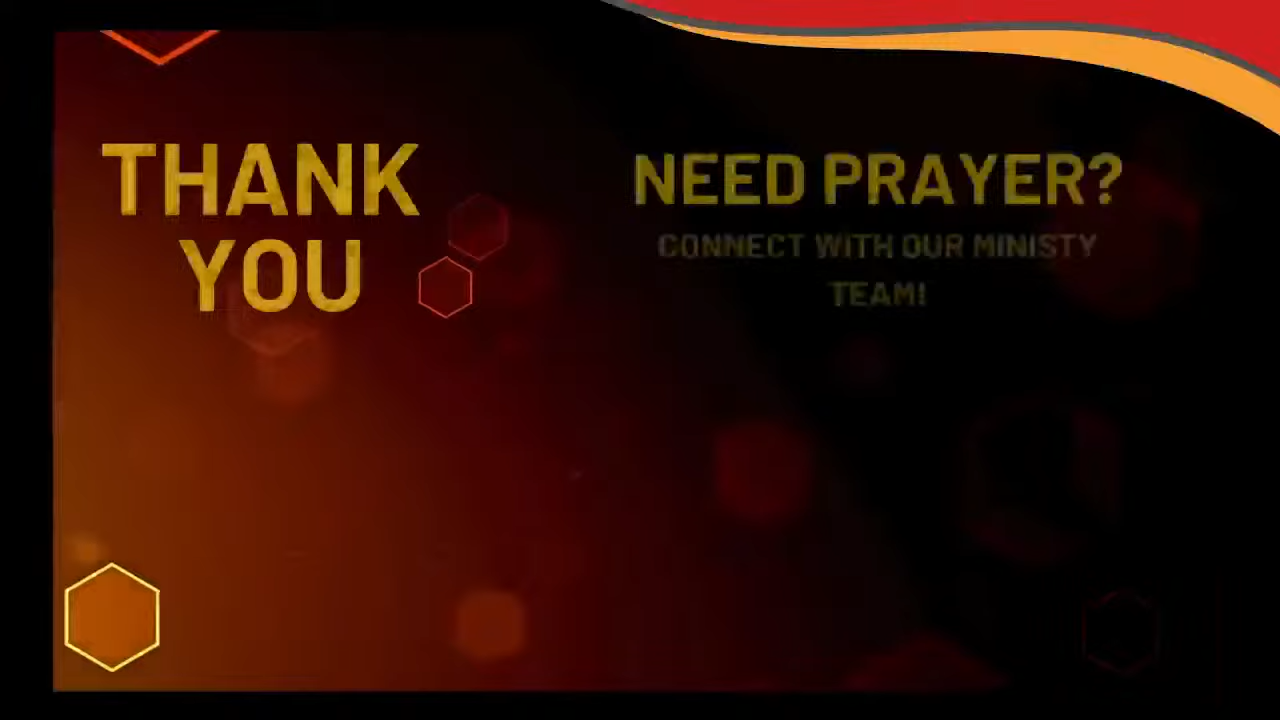 THANK
YOU
NEED PRAYER?
CONNECT WITH OUR MINISTY
TEAM!